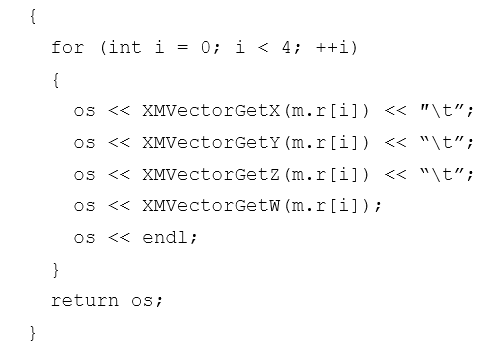 {
for (int i = 0; i < 4; ++i)
{
os << XMVectorGetX(m.r[i]) << "\t”;
os << XMVectorGetY(m.r[i]) << “\t”;
os << XMVectorGetZ(m.r[i]) << “\t”;
os << XMVectorGetW(m.r[i]);
os << endl;
}
return os;
}